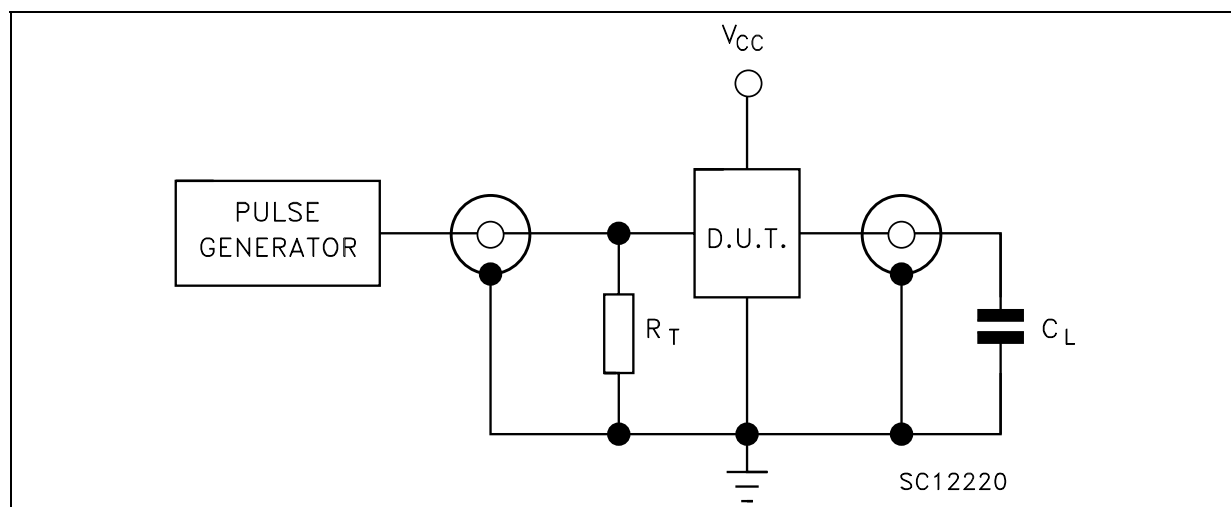 VCC
PULSE
GENERATOR
D.U.T.
RT
CL
SC12220